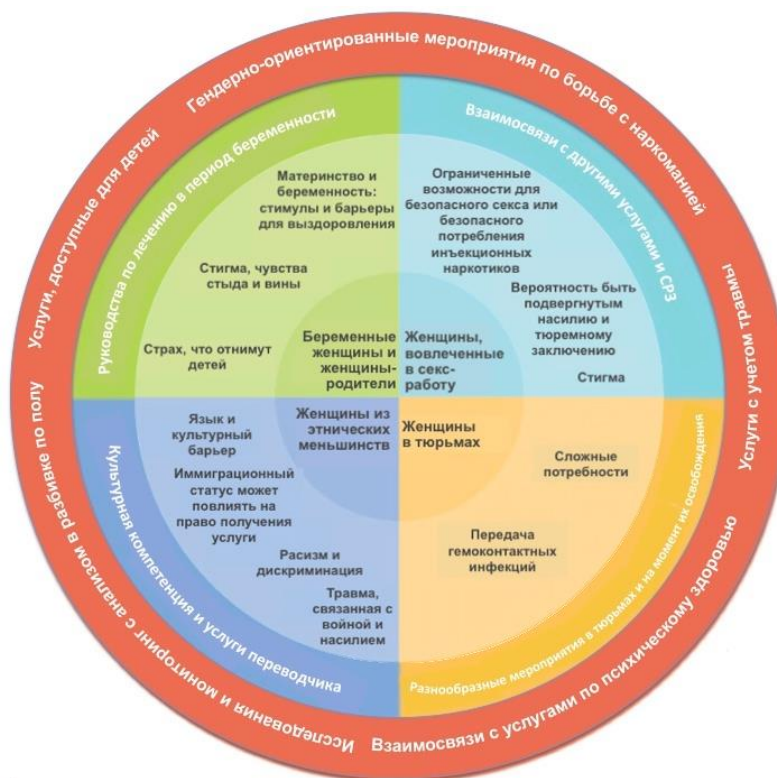 Гендерно-ориентированные мероприятия по борьбе с наркоманией
Услуги с учетом травмы
Взаимосвязи с услугами по психическому здоровью
Исследования и мониторинг с анализом в разбивке по полу
Услуги, доступные для детей
Руководства по лечению в период беременности
Материнство и
беременность:
стимулы и барьеры
для выздоровления
Стигма, чувства
стыда и вины
Страх, что отнимут
детей
Беременные
женщины и
женщины-
родители
Взаимосвязи с другими услугами и СРЗ
Ограниченные
возможности для
безопасного секса или
безопасного
потребления
инъекционных
наркотиков
Вероятность быть
подвергнутым
насилию и
тюремному
заключению
Стигма
Женщины,
вовлеченные
в секс-
работу
Женщины из
этнических
меньшинств
Язык и
культурный
барьер
Иммиграционный
статус может
повлиять на
право получения
услуги
Расизм и
дискриминация
Травма,
связанная с
войной и
насилием
Культурная компетенция и услуги переводчика
Женщины
в тюрьмах
Сложные
потребности
Передача
гемоконтактных
инфекций
Разнообразные мероприятия в тюрьмах и на момент их освобождения